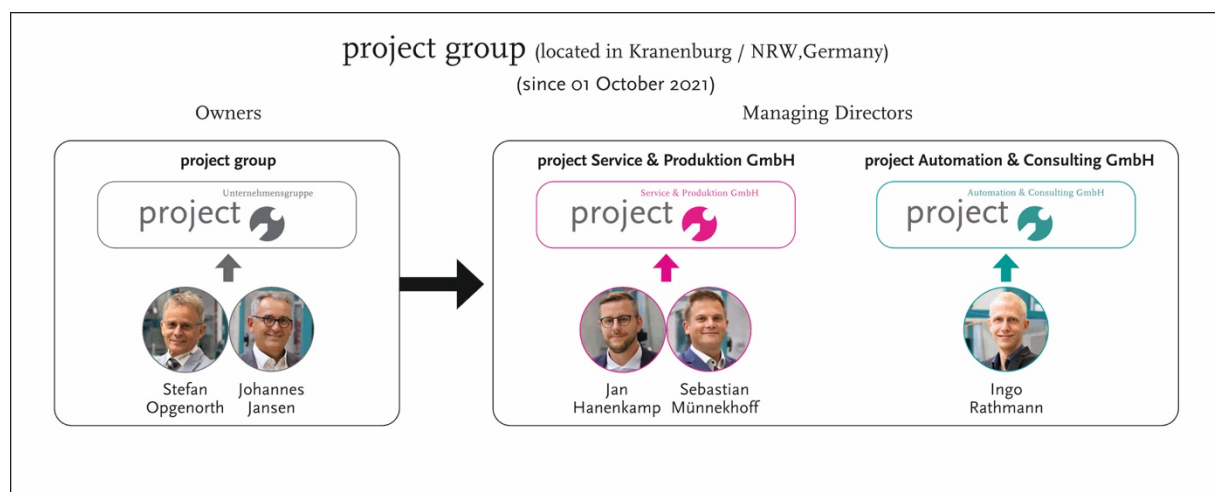 project group (located in Kranenburg / NRW,Germany)
(since 01 October 2021)
Owners
project group
Unternehmensgruppe
project
Stefan
Opgenorth
Johannes
Jansen
Managing Directors
project Service & Produktion GmbH
Service & Produktion GmbH
project
Jan
Hanenkamp
Sebastian
Münnekhoff
project Automation & Consulting GmbH
Automation & Consulting GmbH
project
Ingo
Rathmann